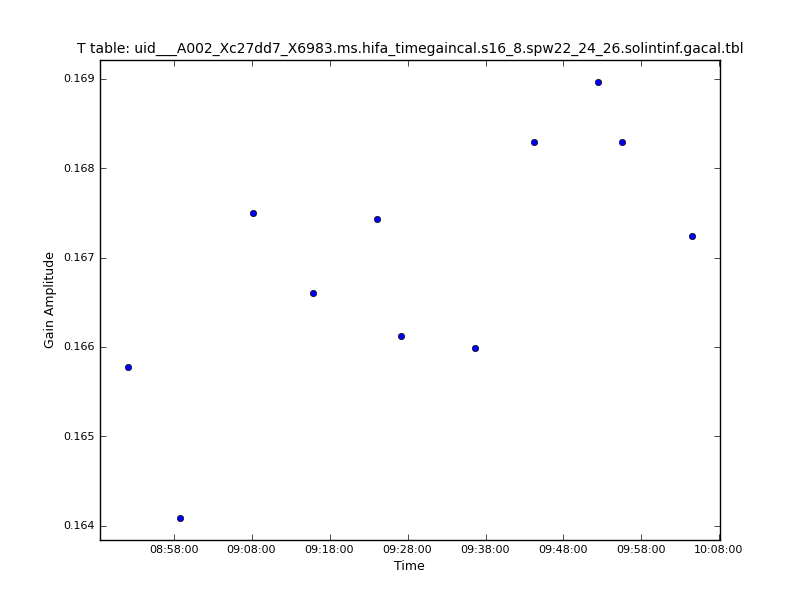 T table: uid___A002_Xc27dd7_X6983.ms.hifa_timegaincal.s16_8.spw22_24_26.solintinf.gacal.tbl
0.169
0.168
0.167
0.166
0.165
0.164
Gain Amplitude
08:58:00 09:08:00 09:18:00 09:28:00 09:38:00 09:48:00 09:58:00 10:08:00
Time